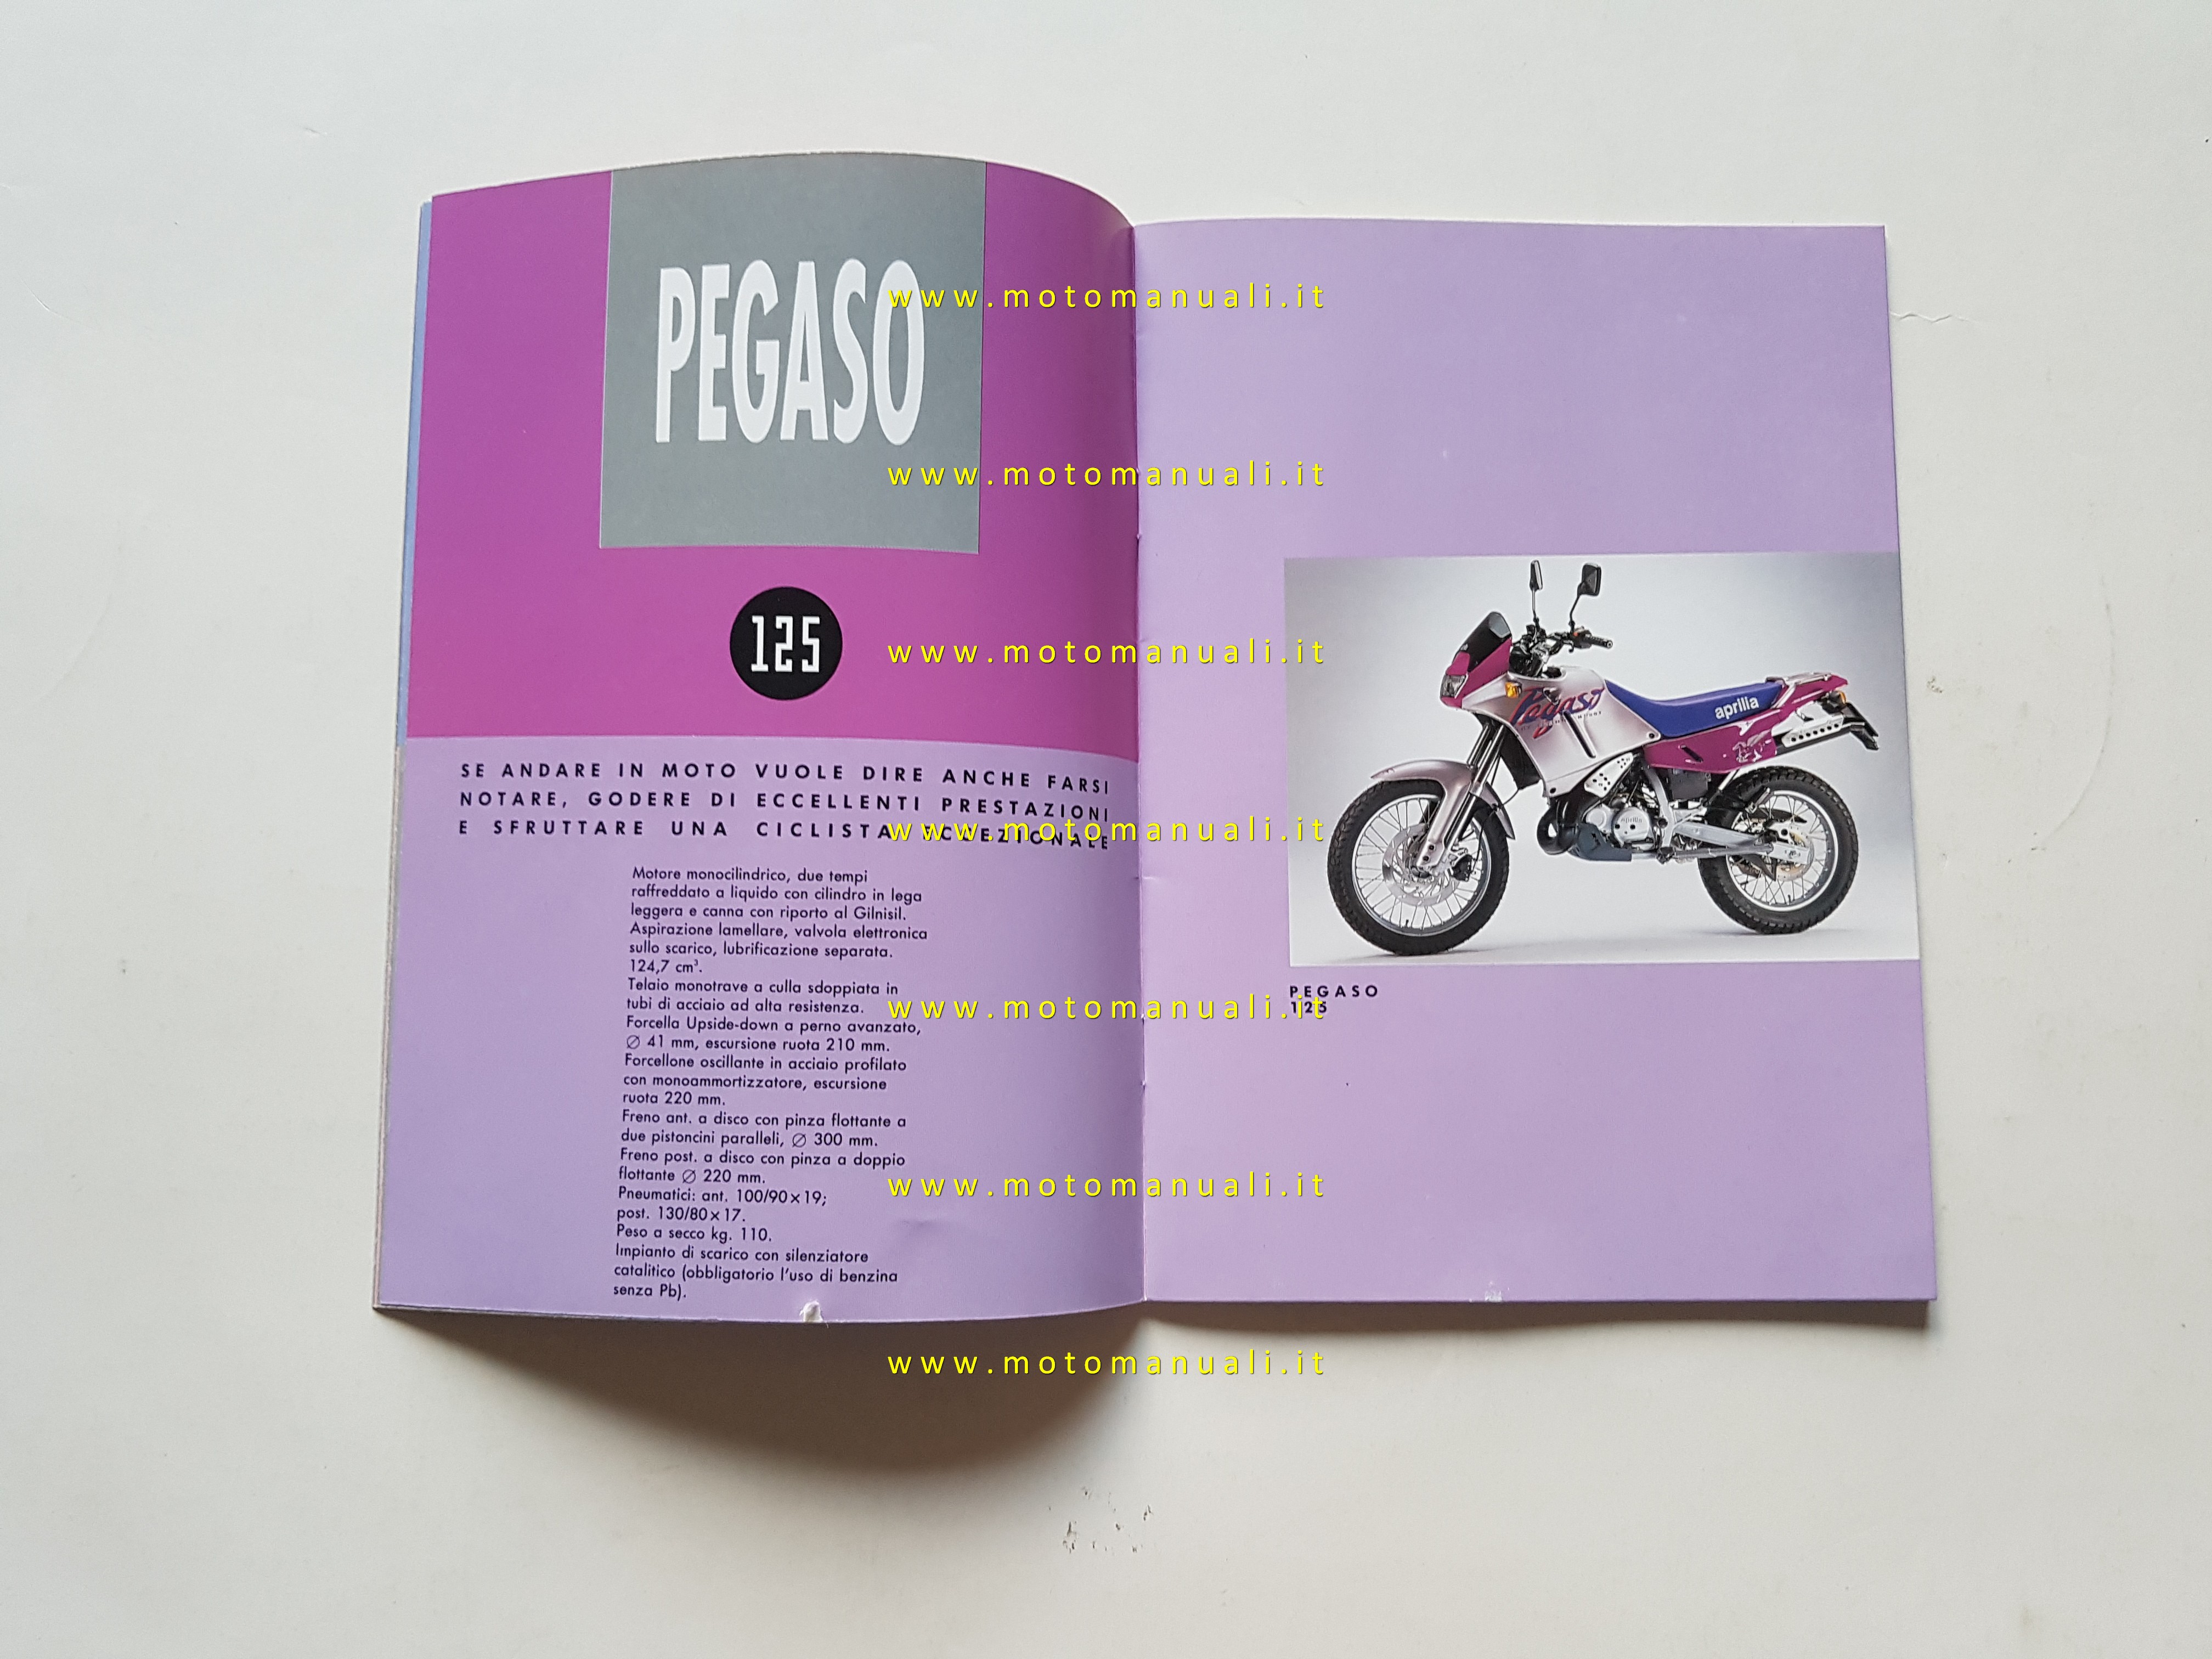 PEGASO
125
SE ANDARE IN MOTO VUOLE DIRE ANCHE FARSI
NOTARE, GODERE DI ECCELLENTI PRESTAZIONI
E SFRUTTARE UNA CICLISTA ECCEZIONALE
Motore monocilindrico, due tempi
raffreddato a liquido con cilindro in lega
leggera e canna con riporto al Gilnisil.
Aspirazione lamellare, valvola elettronica
sullo scarico, lubrificazione separata.
124,7 cm³.
Telaio monotrave a culla sdoppiata in
tubi di acciaio ad alta resistenza.
Forcella Upside-down a perno avanzato,
∅ 41 mm, escursione ruota 210 mm.
Forcellone oscillante in acciaio profilato
con monoammortizzatore, escursione
ruota 220 mm.
Freno ant. a disco con pinza flottante a
due pistoncini paralleli, ∅ 300 mm.
Freno post. a disco con pinza a doppio
flottante ∅ 220 mm.
Pneumatici: ant. 100/90×19;
post. 130/80×17.
Peso a secco kg. 110.
Impianto di scarico con silenziatore
catalitico (obbligatorio l'uso di benzina
senza Pb).
Pegaso
aprilia
aprilia
PEGASO
125
www.motomanuali.it
www.motomanuali.it
www.motomanuali.it
www.motomanuali.it
www.motomanuali.it
www.motomanuali.it
www.motomanuali.it